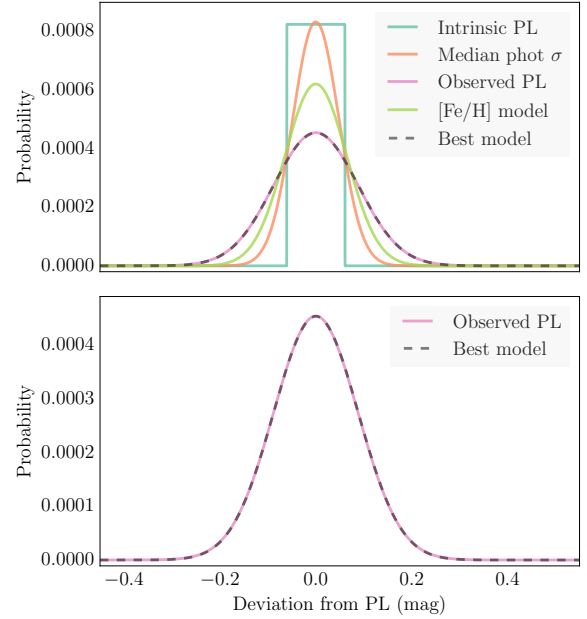 0.0008
0.0006
0.0004
0.0002
0.0000
Probability
Intrinsic PL
Median phot σ
Observed PL
[Fe/H] model
Best model
0.0004
0.0003
0.0002
0.0001
0.0000
Probability
Observed PL
Best model
−0.4 −0.2 0.0 0.2 0.4
Deviation from PL (mag)